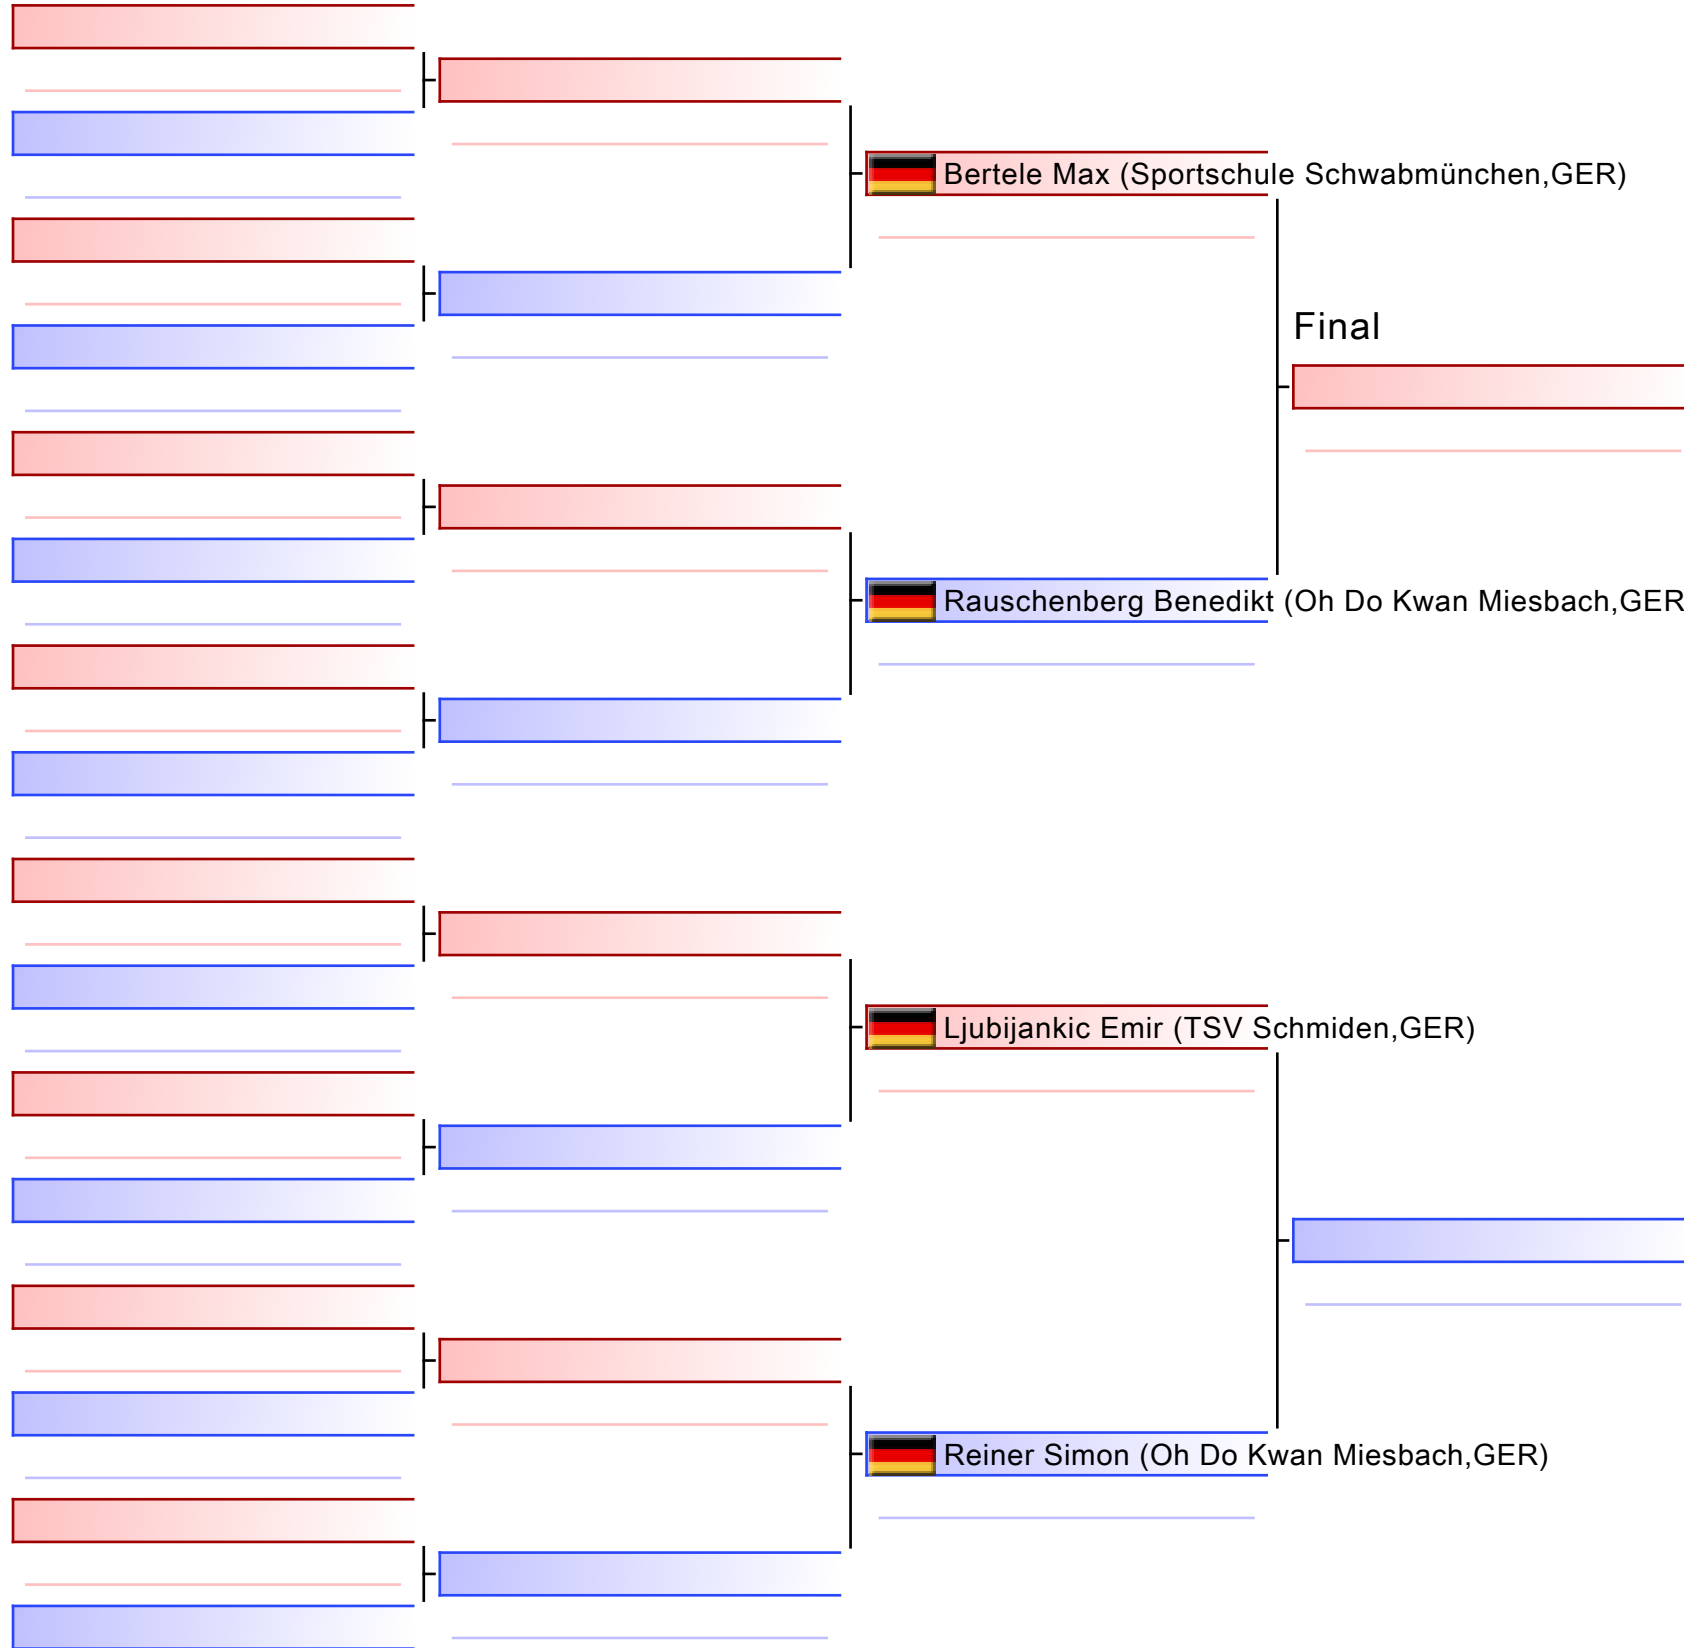 Bertele Max (Sportschule Schwabmünchen,GER)
Final
Rauschenberg Benedikt (Oh Do Kwan Miesbach,GER
Ljubijankic Emir (TSV Schmiden,GER)
Reiner Simon (Oh Do Kwan Miesbach,GER)